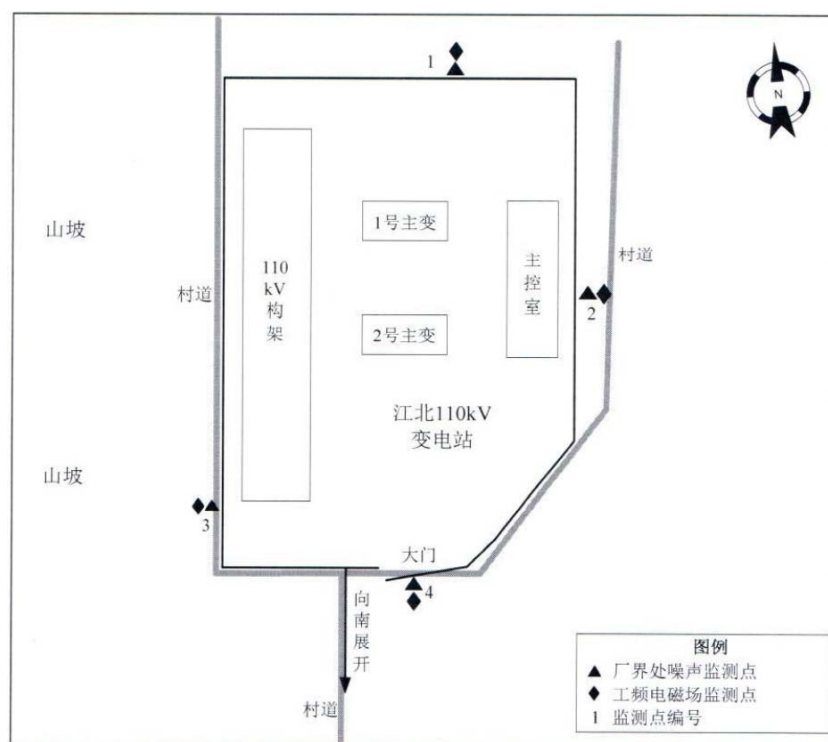 1
N
山坡
1号主变
110
kV
构
架
主
控
室
村道
村道
2
2号主变
江北110kV
变电站
山坡
3
大门
4
向
南
展
开
村道
图例
▲ 厂界处噪声监测点
◆ 工频电磁场监测点
1 监测点编号